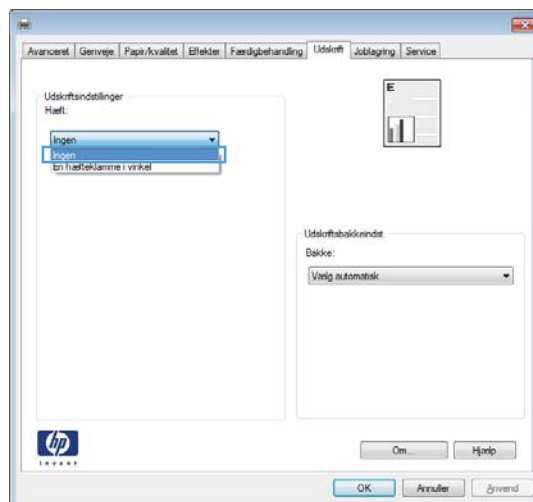 Avanceret Genveje Papir/kvalitet Effekter Færdigbehandling Udskrift Joblagring Service
Udskriftsindstillinger
Hæft:
Ingen
Ingen
En hæfteklamme i vinkel
E
Udskriftsbakkeindst.
Bakke:
Vælg automatisk
hp
invent
Om... Hjælp
OK Annuller Anvend